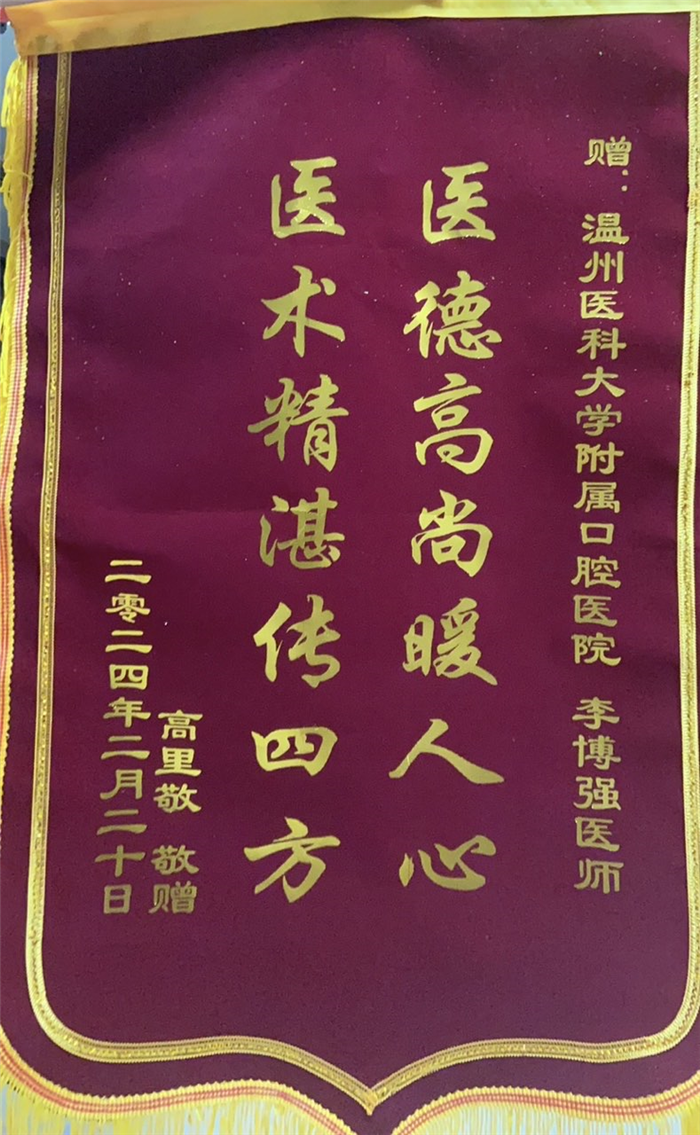 赠：温州医科大学附属口腔医院 李博强医师
医德高尚暖人心
医术精湛传四方
高里敬 敬赠
二零二四年二月二十日